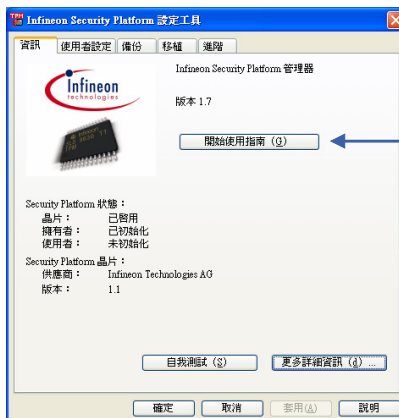 Infineon Security Platform 設定工具
資訊 使用者設定 備份 移植 進階
Infineon technologies
Infineon Security Platform 管理器
版本 1.7
開始使用指南 (G)
Security Platform 狀態：
晶片： 已啓用
擁有者： 已初始化
使用者： 未初始化
Security Platform 晶片：
供應商： Infineon Technologies AG
版本： 1.1
自我測試 (S) 更多詳細資訊 (d) ...
確定 取消 套用(A) 說明